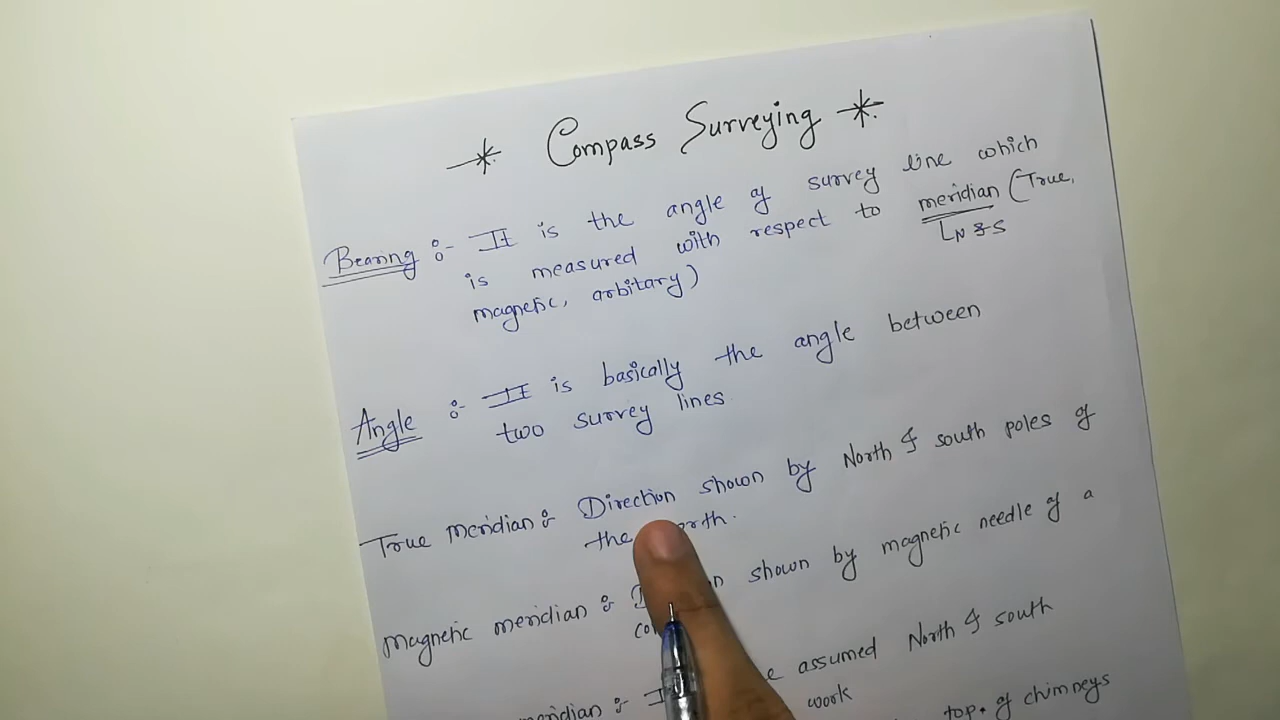 Compass Surveying
Bearing :- It is the angle of survey line which
is measured with respect to meridian (True,
N & S
magnetic, arbitary)
Angle :- It is basically the angle between
two survey lines.
True meridian :- Direction shown by North & south poles of
the
Magnetic meridian :- shown by magnetic needle of a
meridian :- assumed North & south
work
top. of chimneys